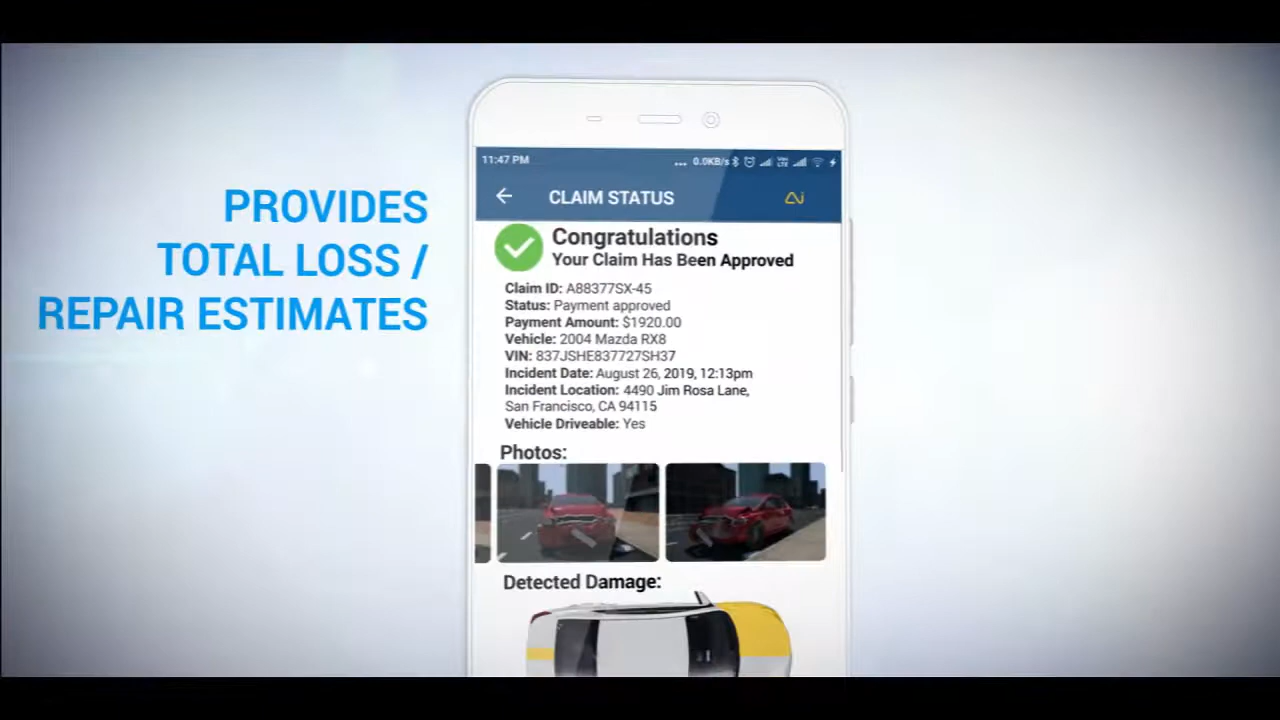 PROVIDES
TOTAL LOSS /
REPAIR ESTIMATES
11:47 PM ... 0.0KB/s
CLAIM STATUS
Congratulations
Your Claim Has Been Approved
Claim ID: A88377SX-45
Status: Payment approved
Payment Amount: $1920.00
Vehicle: 2004 Mazda RX8
VIN: 837JSHE837727SH37
Incident Date: August 26, 2019, 12:13pm
Incident Location: 4490 Jim Rosa Lane,
San Francisco, CA 94115
Vehicle Driveable: Yes
Photos:
Detected Damage: